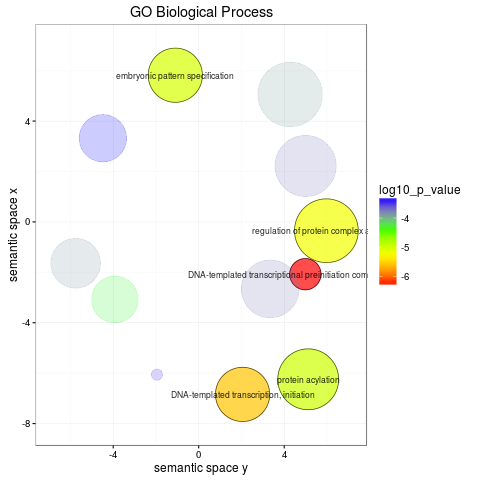 GO Biological Process
embryonic pattern specification
log10_p_value
4
-4
semantic space x
0
regulation of protein complex a
-5
DNA-templated transcriptional preinitiation com
-6
-4
protein acylation
DNA-templated transcription, initiation
-8
-4
0
4
semantic space y